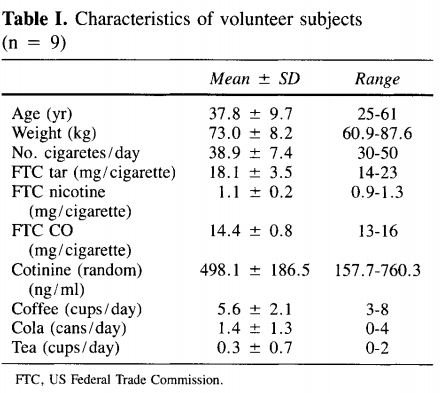 Table I. Characteristics of volunteer subjects
(n = 9)
Mean ± SD Range
Age (yr) 37.8 ± 9.7 25-61
Weight (kg) 73.0 ± 8.2 60.9-87.6
No. cigaretes/day 38.9 ± 7.4 30-50
FTC tar (mg/cigarette) 18.1 ± 3.5 14-23
FTC nicotine 1.1 ± 0.2 0.9-1.3
(mg/cigarette)
FTC CO 14.4 ± 0.8 13-16
(mg/cigarette)
Cotinine (random) 498.1 ± 186.5 157.7-760.3
(ng/ml)
Coffee (cups/day) 5.6 ± 2.1 3-8
Cola (cans/day) 1.4 ± 1.3 0-4
Tea (cups/day) 0.3 ± 0.7 0-2
FTC, US Federal Trade Commission.